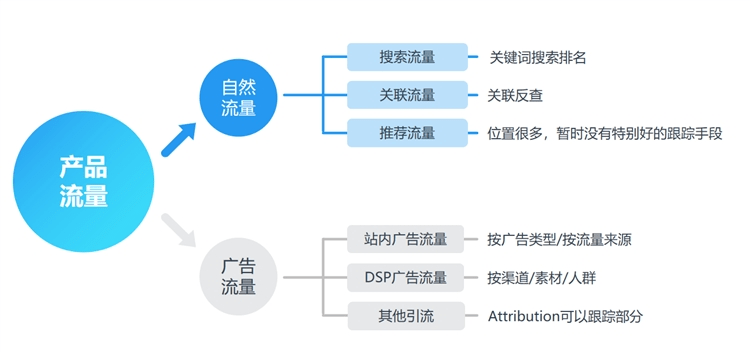 产品
流量
自然
流量
搜索流量
关键词搜索排名
关联流量
关联反查
推荐流量
位置很多，暂时没有特别好的跟踪手段
广告
流量
站内广告流量
按广告类型/按流量来源
DSP广告流量
按渠道/素材/人群
其他引流
Attribution可以跟踪部分